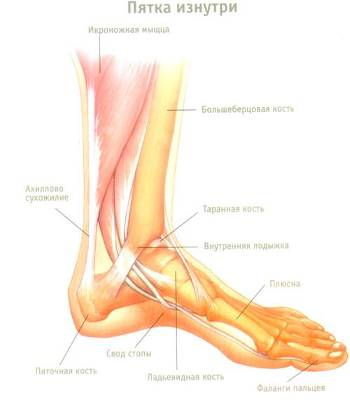 Пятка изнутри
Икроножная мыщца
Большеберцовая кость
Ахиллово
сухожилие
Таранная кость
Внутренняя лодыжка
Плюсна
Свод стопы
Пяточная кость
Ладьевидная кость
Фаланги пальцев